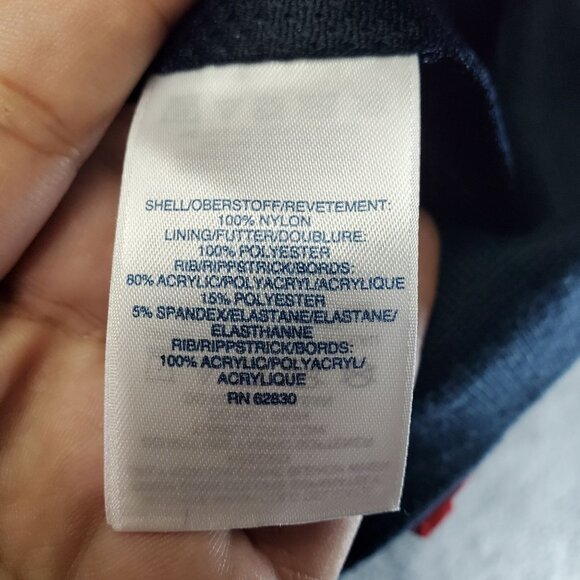 SHELL/OBERSTOFF/REVETEMENT:
100% NYLON
LINING/FUTTER/DOUBLURE:
100% POLYESTER
RIB/RIPPSTRICK/BORDS:
80% ACRYLIC/POLYACRYL/ACRYLIQUE
15% POLYESTER
5% SPANDEX/ELASTANE/ELASTANE/
ELASTHANNE
RIB/RIPPSTRICK/BORDS:
100% ACRYLIC/POLYACRYL/
ACRYLIQUE
RN 62830